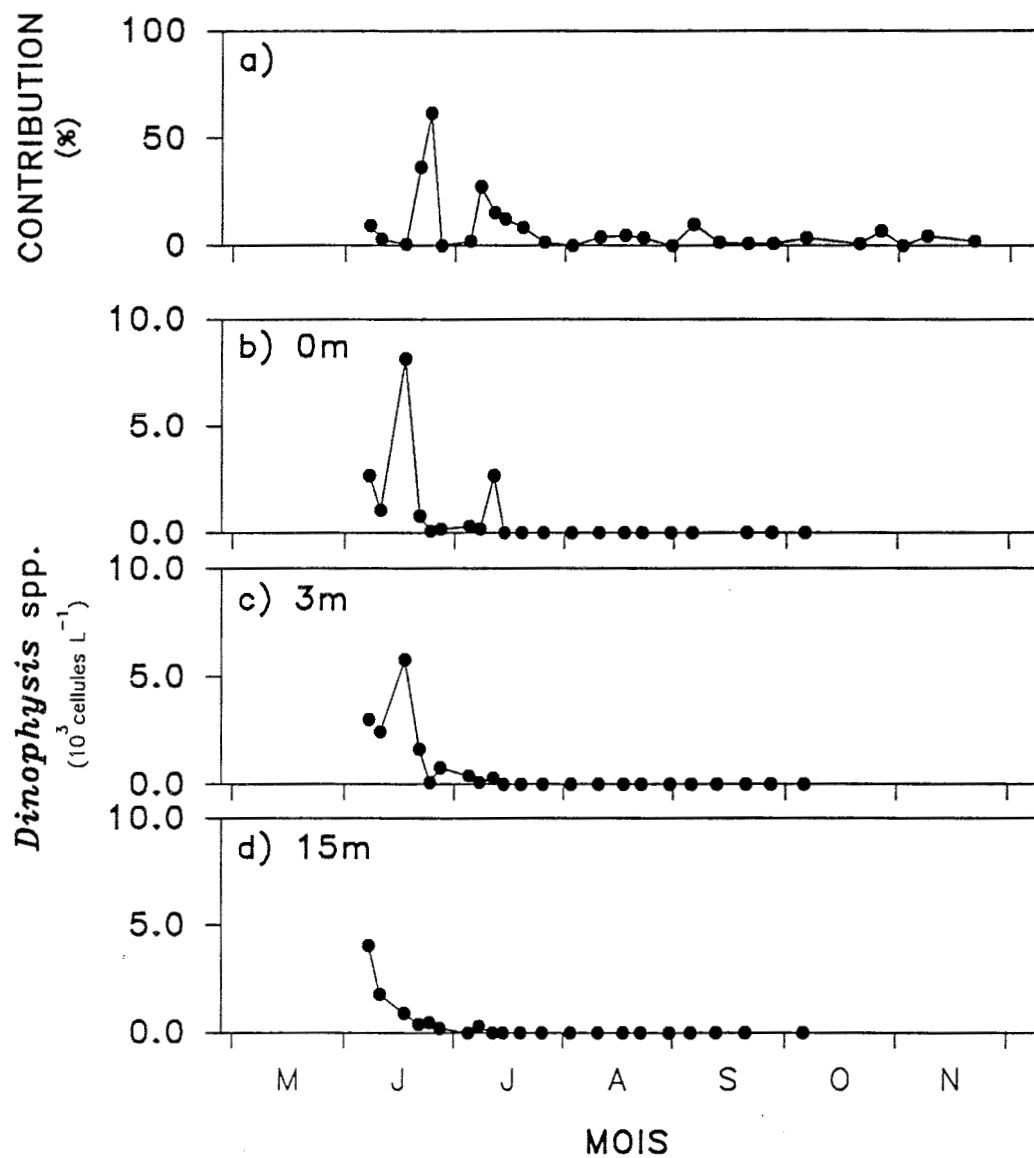 CONTRIBUTION
(%)
100
50
0
a)
Dinophysis spp.
(10³ cellules L⁻¹)
10.0
5.0
0.0
b) 0m
10.0
5.0
0.0
c) 3m
10.0
5.0
0.0
d) 15m
M J J A S O N
MOIS